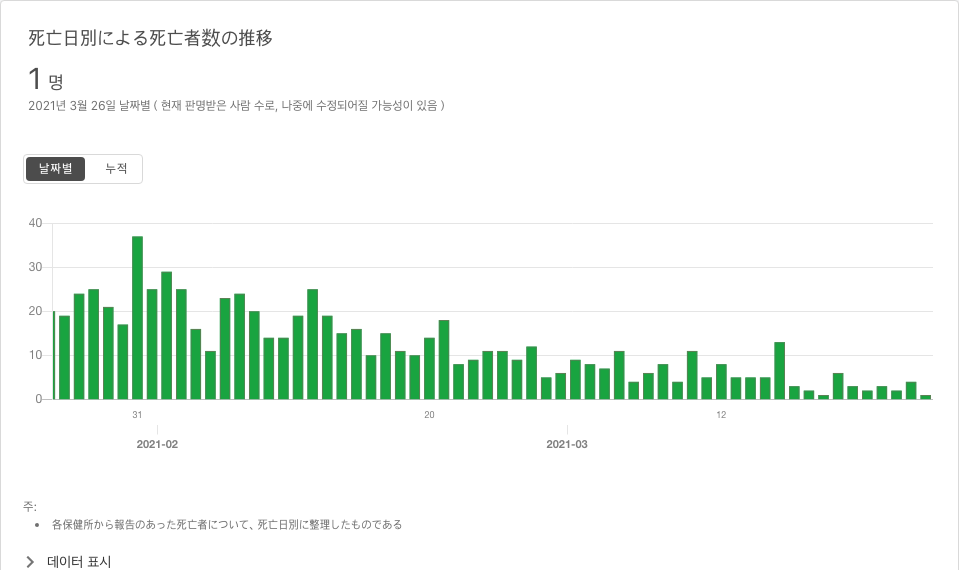 死亡日別による死亡者数の推移
1 명
2021년 3월 26일 날짜별 ( 현재 판명받은 사람 수로, 나중에 수정되어질 가능성이 있음 )
날짜별 누적
40
30
20
10
0
31 20 12
2021-02 2021-03
주:
• 各保健所から報告のあった死亡者について、死亡日別に整理したものである
데이터 표시